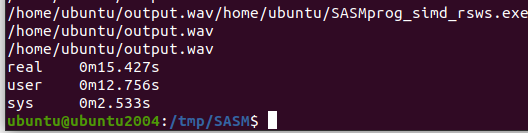 /home/ubuntu/output.wav/home/ubuntu/SASMprog_simd_rsws.exe
/home/ubuntu/output.wav
/home/ubuntu/output.wav
real    0m15.427s
user    0m12.756s
sys     0m2.533s
ubuntu@ubuntu2004:/tmp/SASM$